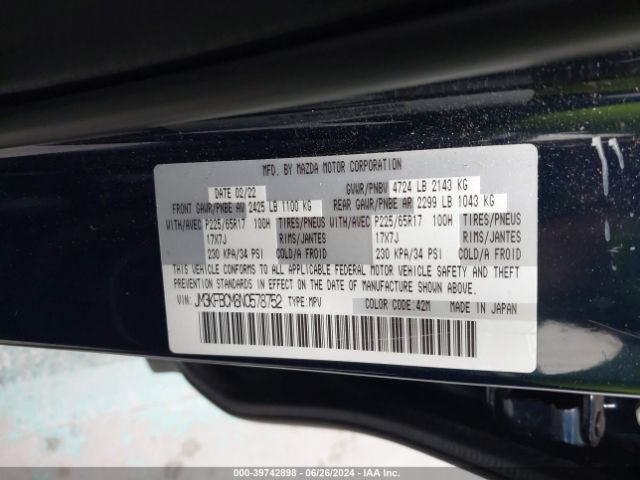 MFD. BY MAZDA MOTOR CORPORATION
DATE 02/22 GVWR/PNBV 4724 LB 2143 KG
FRONT GAWR/PNBE AV 2425 LB 1100 KG REAR GAWR/PNBE AR 2299 LB 1043 KG
WITH/AVEC P225/65R17 100H TIRES/PNEUS WITH/AVEC P225/65R17 100H TIRES/PNEUS
17X7J RIMS/JANTES 17X7J RIMS/JANTES
230 KPA/34 PSI COLD/A FROID 230 KPA/34 PSI COLD/A FROID
THIS VEHICLE CONFORMS TO ALL APPLICABLE FEDERAL MOTOR VEHICLE SAFETY AND THEFT
PREVENTION STANDARDS IN EFFECT ON THE DATE OF MANUFACTURE SHOWN ABOVE.
VIN: JM3KFBCM6N0578752 TYPE:MPV COLOR CODE:42M MADE IN JAPAN
000-39742898 - 06/26/2024 - IAA Inc.